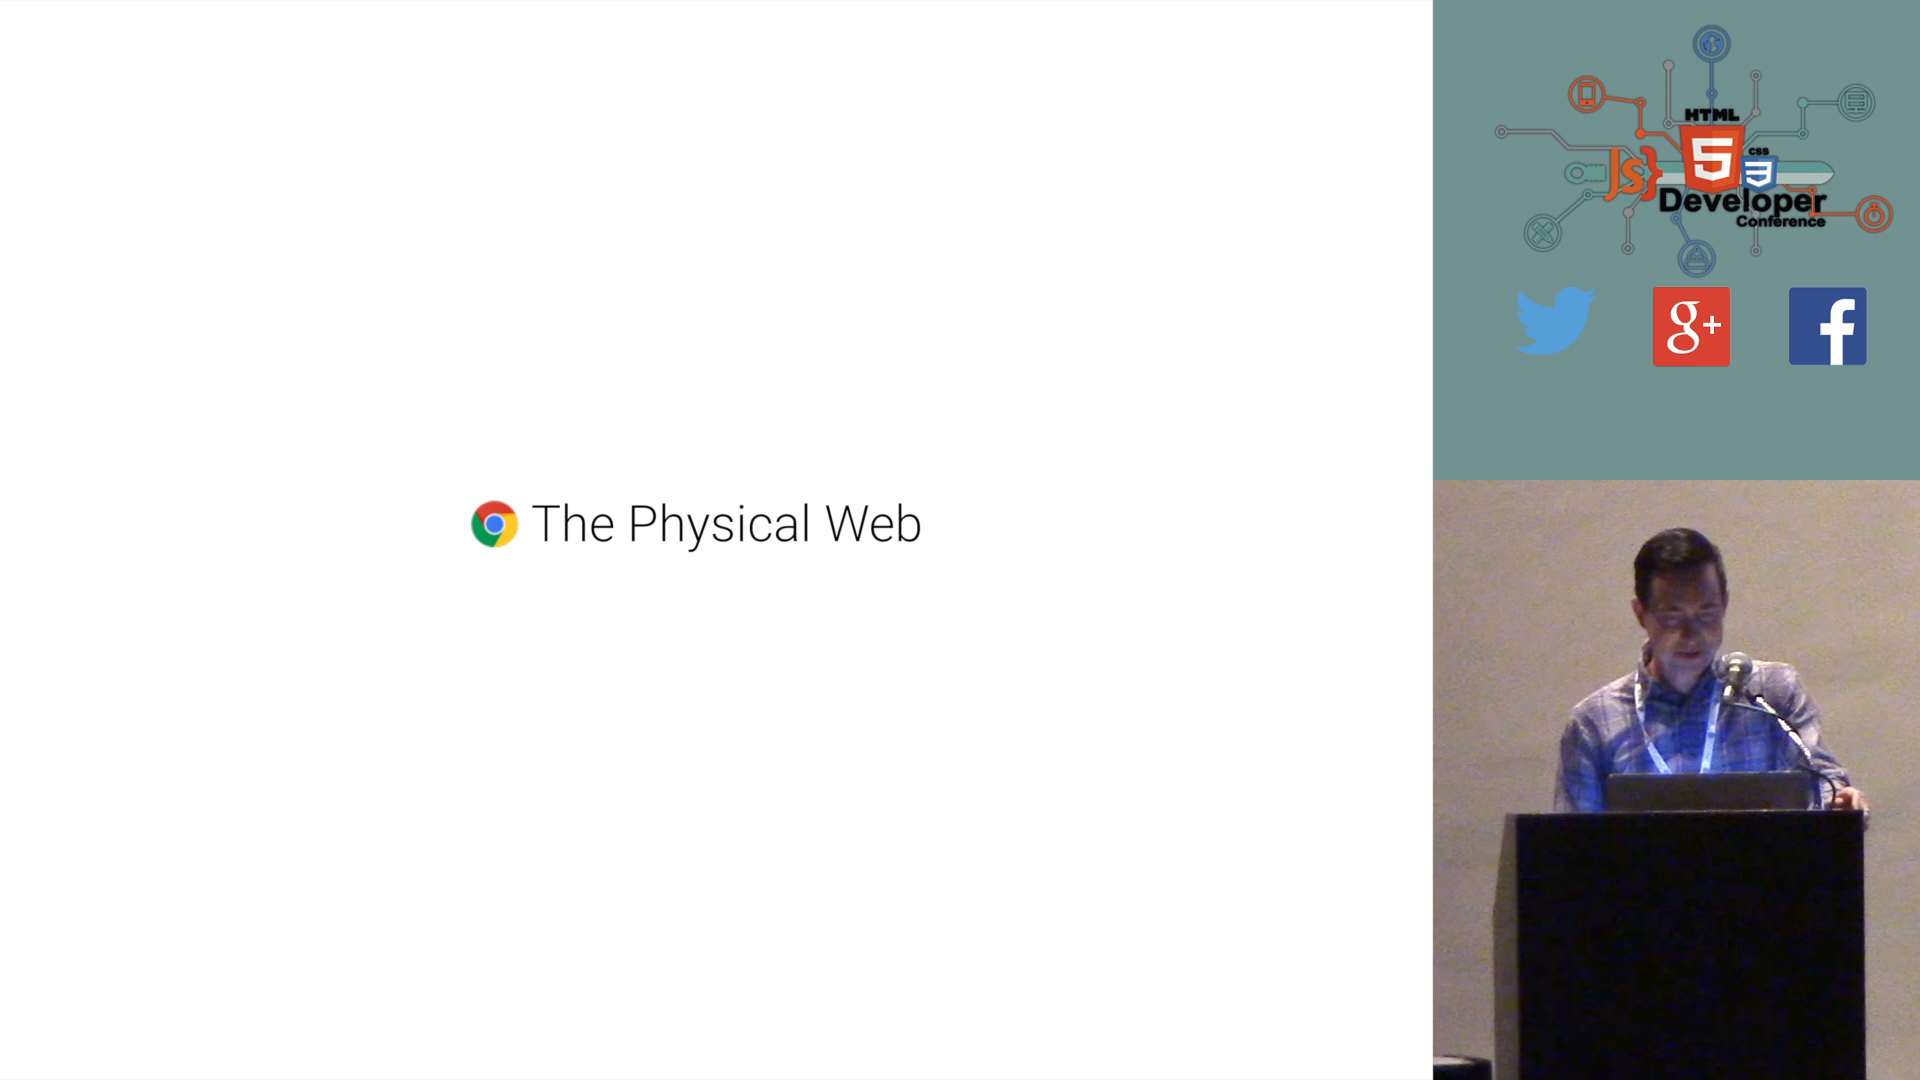 The Physical Web
HTML
5
JS}
CSS
3
Developer
Conference
g+
f